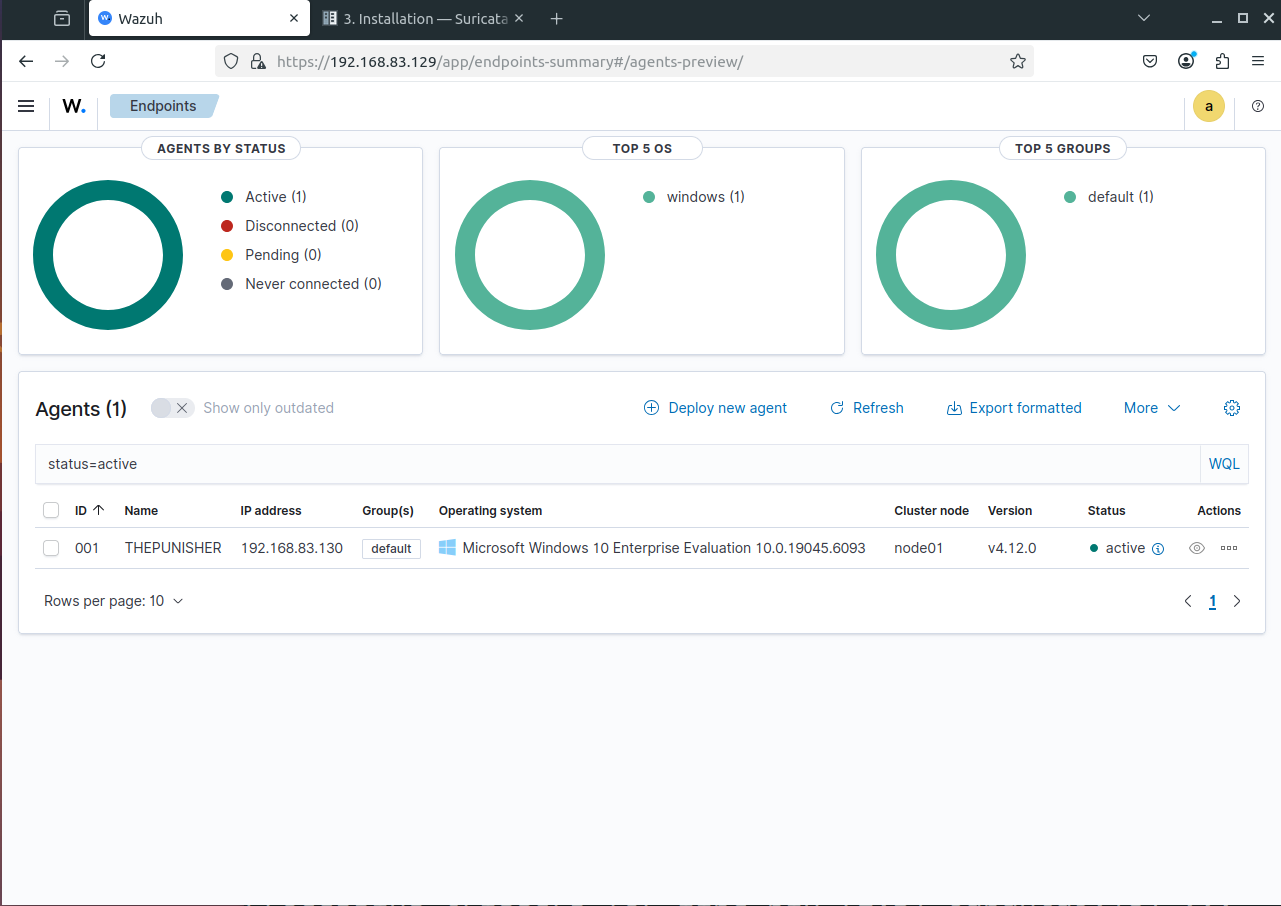 Wazuh
3. Installation — Suricata
https://192.168.83.129/app/endpoints-summary#/agents-preview/
W. Endpoints a
AGENTS BY STATUS
Active (1)
Disconnected (0)
Pending (0)
Never connected (0)
TOP 5 OS
windows (1)
TOP 5 GROUPS
default (1)
Agents (1) Show only outdated Deploy new agent Refresh Export formatted More
status=active WQL
ID Name IP address Group(s) Operating system Cluster node Version Status Actions
001 THEPUNISHER 192.168.83.130 default Microsoft Windows 10 Enterprise Evaluation 10.0.19045.6093 node01 v4.12.0 active
Rows per page: 10 1